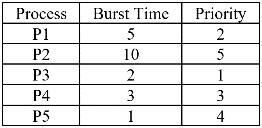 Process Burst Time Priority
P1 5 2
P2 10 5
P3 2 1
P4 3 3
P5 1 4